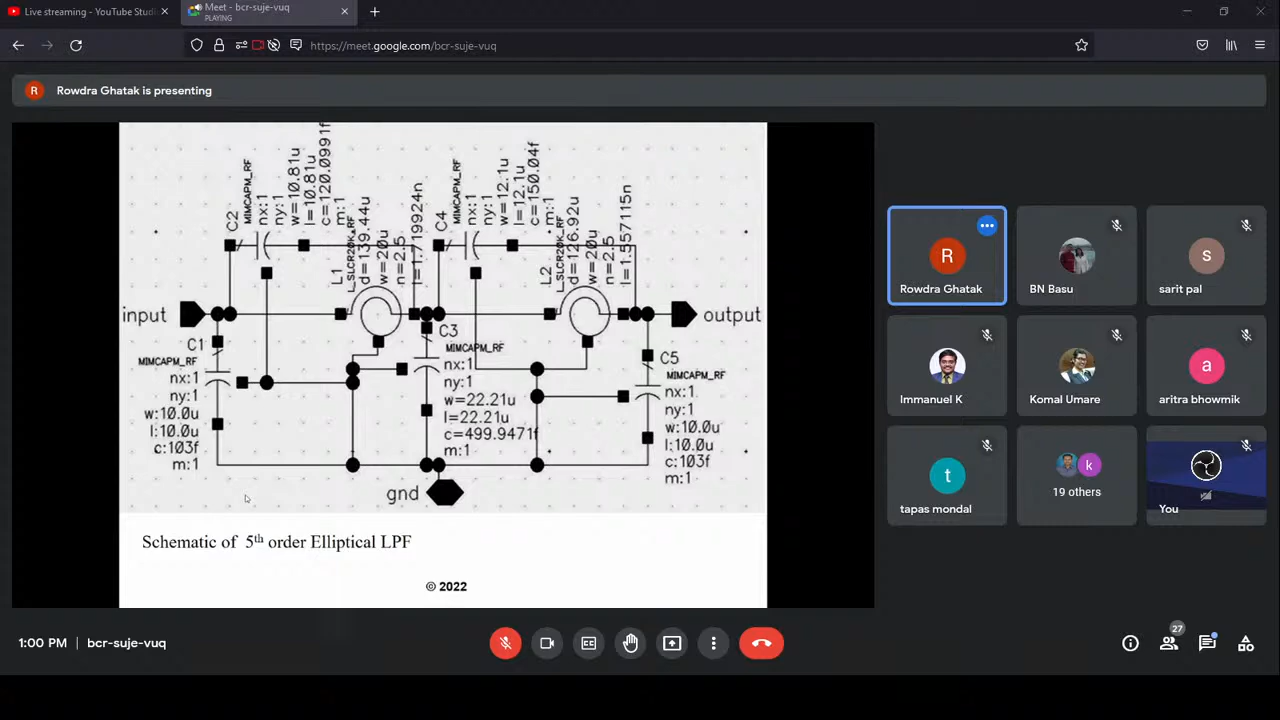 Live streaming - YouTube Stud
Meet - bcr-suje-vuq
PLAYING
https://meet.google.com/bcr-suje-vuq
R
Rowdra Ghatak is presenting
C2
MIMCAPM_RF
nx:1
ny:1
w=10.81u
l=10.81u
c=120.0991f
m:1
L1
L_SLCR20K_RF
d=139.44u
w=20u
n=2.5
C4
MIMCAPM_RF
nx:1
ny:1
w=12.1u
l=12.1u
c=150.04f
m:1
L2
L_SLCR20K_RF
d=126.92u
w=20u
n=2.5
l=1.557115n
input
output
C1
MIMCAPM_RF
nx:1
ny:1
w:10.0u
l:10.0u
c:103f
m:1
C3
MIMCAPM_RF
nx:1
ny:1
w=22.21u
l=22.21u
c=499.9471f
m:1
C5
MIMCAPM_RF
nx:1
ny:1
w:10.0u
l:10.0u
c:103f
m:1
gnd
Schematic of 5th order Elliptical LPF
© 2022
R
Rowdra Ghatak
BN Basu
s
sarit pal
Immanuel K
Komal Umare
a
aritra bhowmik
t
tapas mondal
k
19 others
You
1:00 PM | bcr-suje-vuq
CC
27